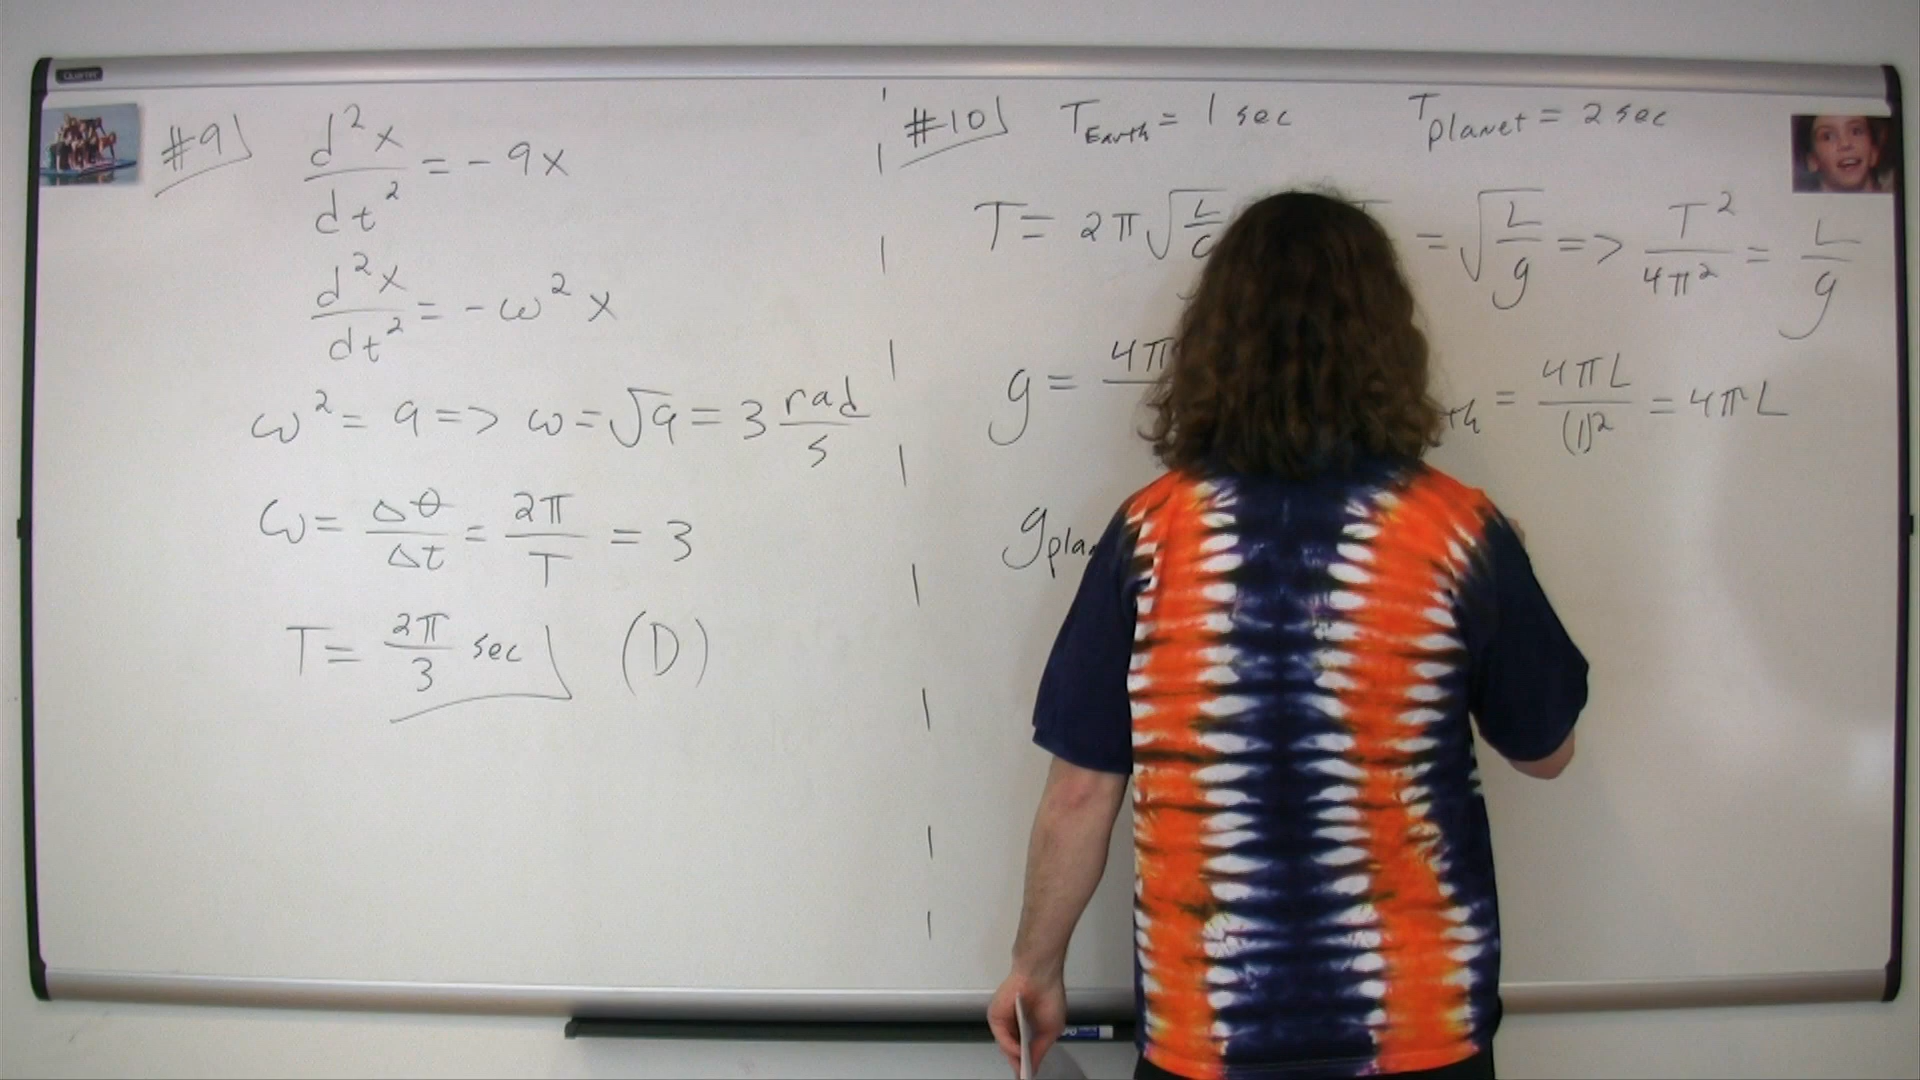 Quartet
#9)
d²x/dt² = -9x
d²x/dt² = -ω²x
ω² = 9 => ω = √9 = 3 rad/s
ω = Δθ/Δt = 2π/T = 3
T = 2π/3 sec (D)
#10) T_Earth = 1 sec T_planet = 2 sec
T = 2π√(L/g) = √(L/g) => T²/4π² = L/g
g = 4π = 4πL/(1)² = 4πL
g